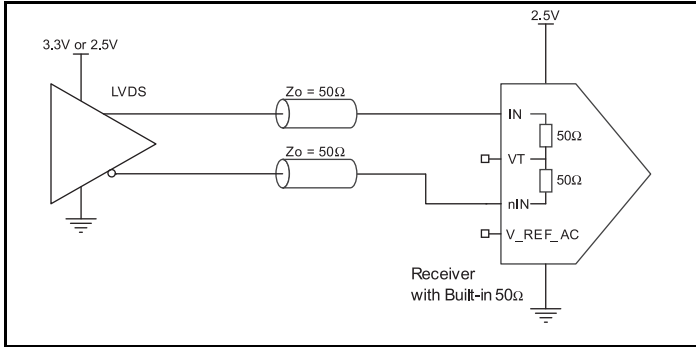 2.5V
3.3V or 2.5V
LVDS
Zo = 50Ω
IN
50Ω
Zo = 50Ω
VT
50Ω
nIN
V_REF_AC
Receiver
with Built-in 50Ω